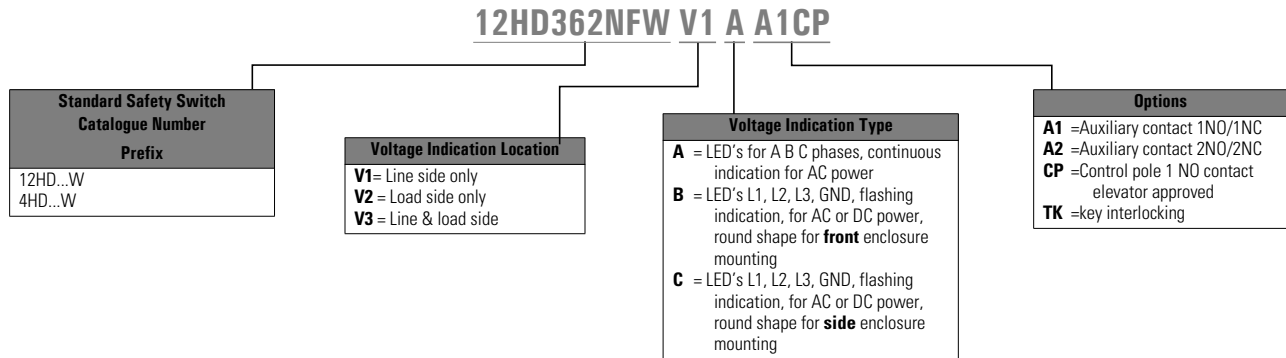 12HD362NFW V1 A A1CP
Standard Safety Switch
Catalogue Number
Prefix
12HD...W
4HD...W
Voltage Indication Location
V1= Line side only
V2 = Load side only
V3 = Line & load side
Voltage Indication Type
A = LED's for A B C phases, continuous
indication for AC power
B = LED's L1, L2, L3, GND, flashing
indication, for AC or DC power,
round shape for front enclosure
mounting
C = LED's L1, L2, L3, GND, flashing
indication, for AC or DC power,
round shape for side enclosure
mounting
Options
A1 =Auxiliary contact 1NO/1NC
A2 =Auxiliary contact 2NO/2NC
CP =Control pole 1 NO contact
elevator approved
TK =key interlocking